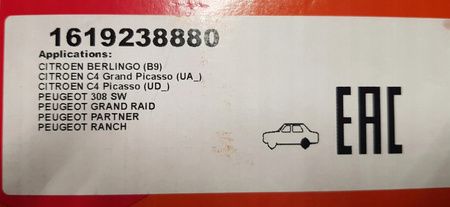 1619238880
Applications:
CITROEN BERLINGO (B9)
CITROEN C4 Grand Picasso (UA_)
CITROEN C4 Picasso (UD_)
PEUGEOT 308 SW
PEUGEOT GRAND RAID
PEUGEOT PARTNER
PEUGEOT RANCH
EAC